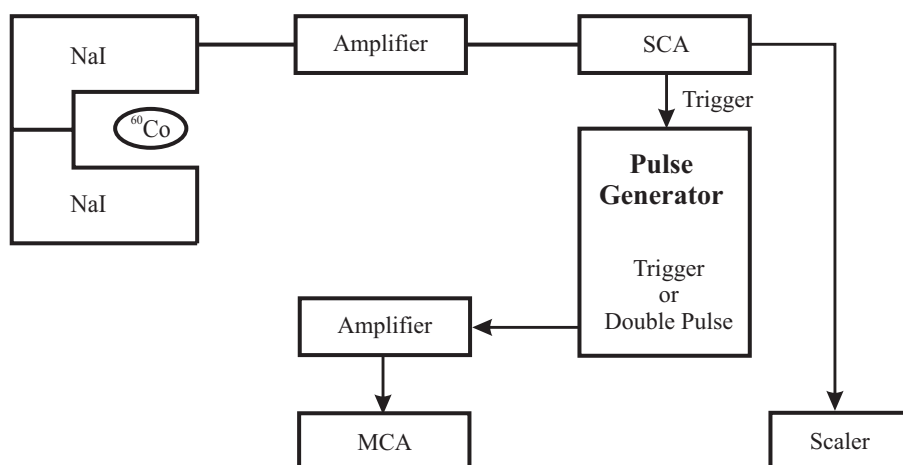 NaI
Amplifier
SCA
Trigger
⁶⁰Co
Pulse
Generator
NaI
Trigger
or
Double Pulse
Amplifier
MCA
Scaler